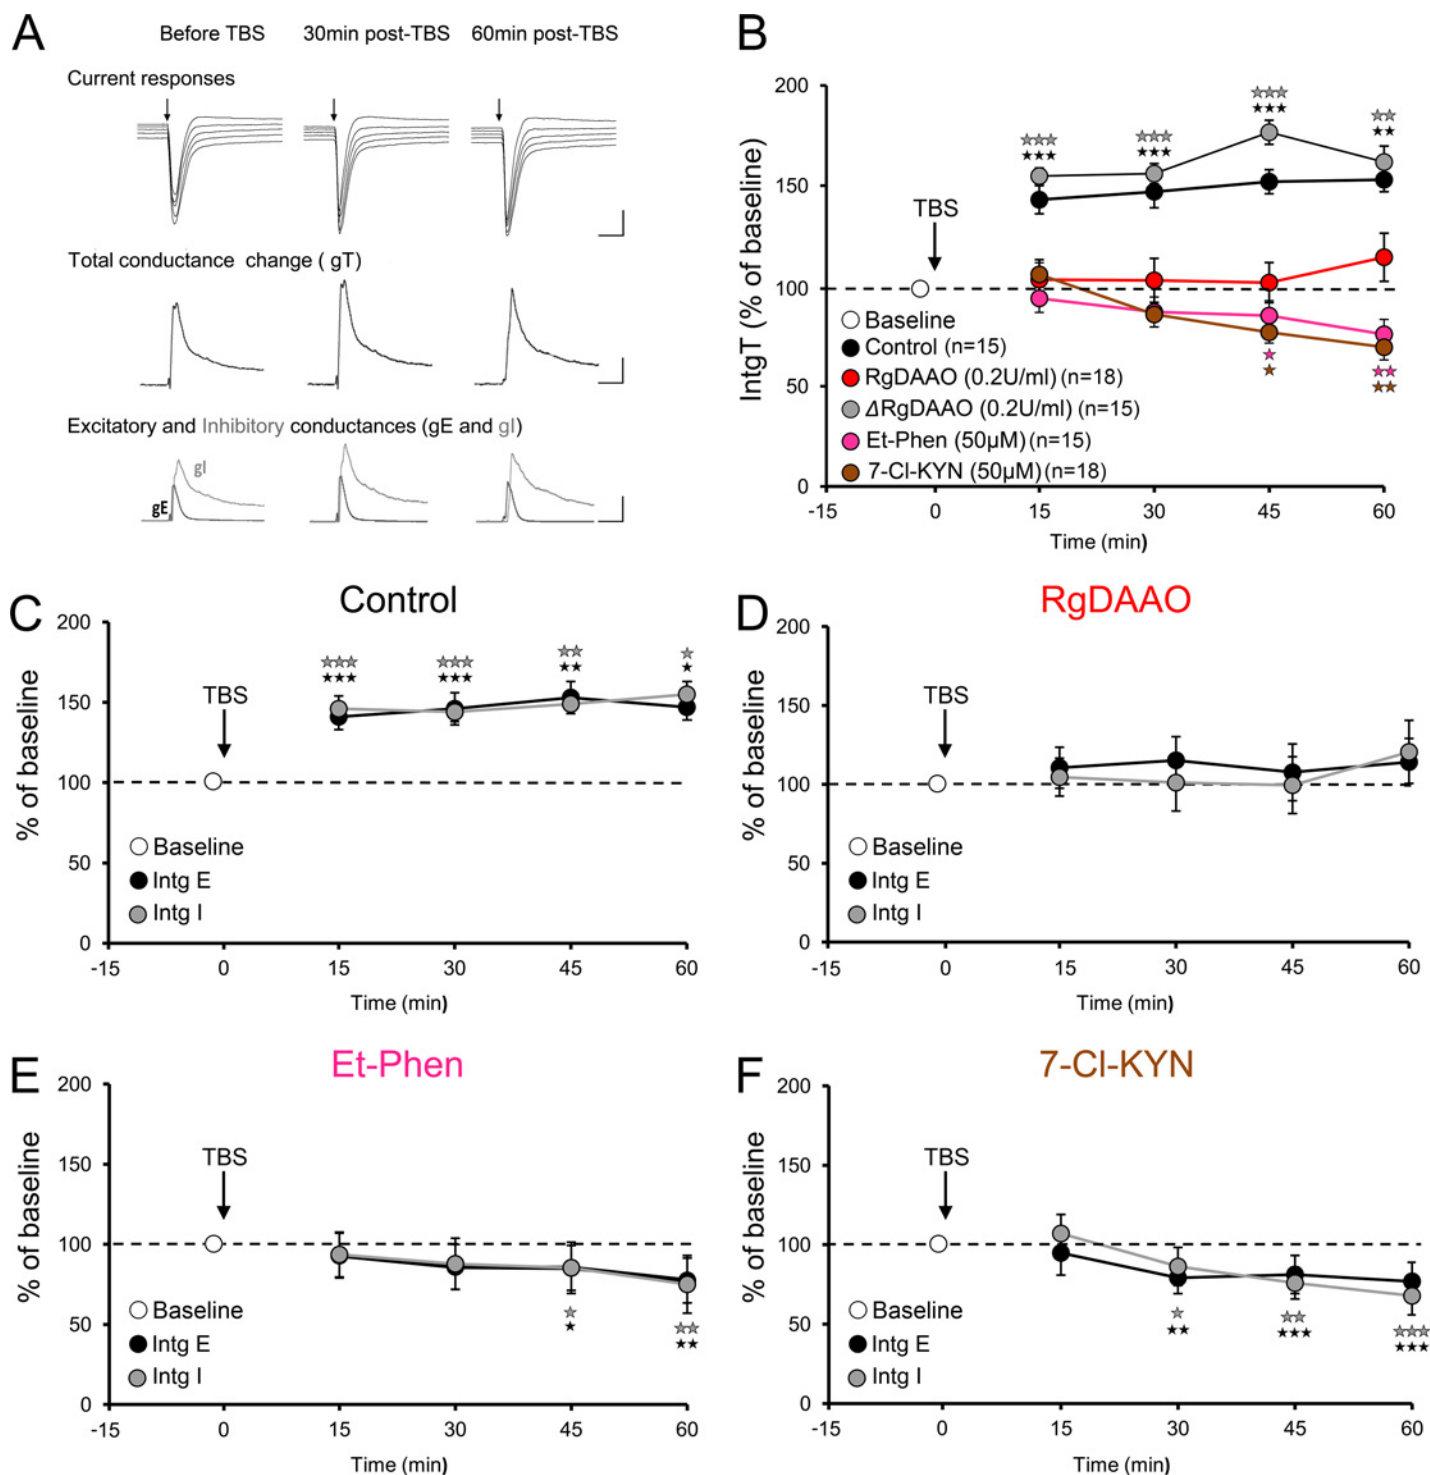 A
Before TBS 30min post-TBS 60min post-TBS
Current responses
Total conductance change ( gT)
Excitatory and Inhibitory conductances (gE and gI)
gI
gE
B
IntgT (% of baseline)
200
150
100
50
0
TBS
☆☆☆
★★★
☆☆☆
★★★
☆☆☆
★★★
☆☆
★★
Baseline
Control (n=15)
RgDAAO (0.2U/ml) (n=18)
ΔRgDAAO (0.2U/ml) (n=15)
Et-Phen (50µM) (n=15)
7-Cl-KYN (50µM) (n=18)
★
★
★★
★★
-15 0 15 30 45 60
Time (min)
C
Control
% of baseline
200
150
100
50
0
TBS
☆☆☆
★★★
☆☆☆
★★★
☆☆
★★
☆
★
Baseline
Intg E
Intg I
-15 0 15 30 45 60
Time (min)
D
RgDAAO
% of baseline
200
150
100
50
0
TBS
Baseline
Intg E
Intg I
-15 0 15 30 45 60
Time (min)
E
Et-Phen
% of baseline
200
150
100
50
0
TBS
Baseline
Intg E
Intg I
☆
★
☆☆
★★
-15 0 15 30 45 60
Time (min)
F
7-Cl-KYN
% of baseline
200
150
100
50
0
TBS
Baseline
Intg E
Intg I
☆
★★
☆☆
★★★
☆☆☆
★★★
-15 0 15 30 45 60
Time (min)